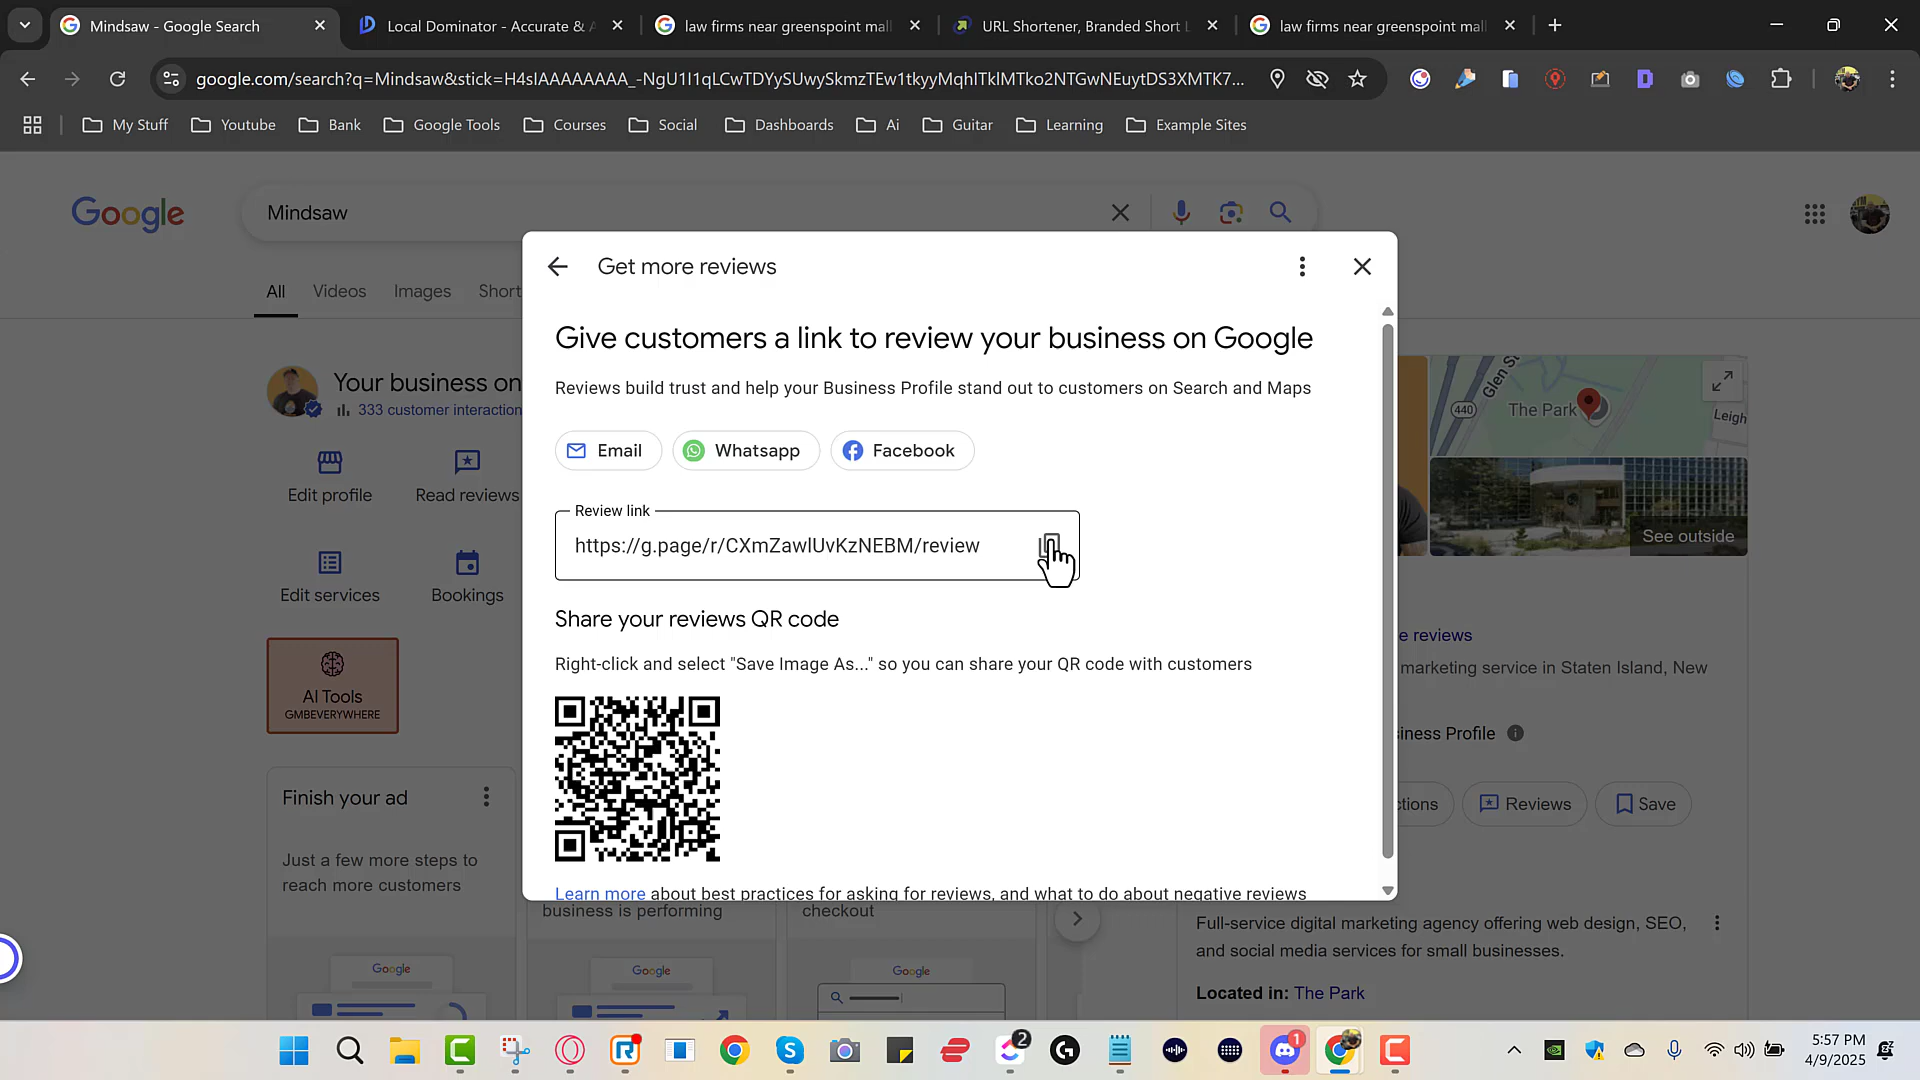 Mindsaw - Google Search
Local Dominator - Accurate & A
law firms near greenspoint mall
URL Shortener, Branded Short L
law firms near greenspoint mall
google.com/search?q=Mindsaw&stick=H4sIAAAAAAAA_-NgU1I1qLCwTDYySUwySkmzTEw1tkyyMqhITklMTko2NTGwNEuytDS3XMTK7...
My Stuff
Youtube
Bank
Google Tools
Courses
Social
Dashboards
Ai
Guitar
Learning
Example Sites
Google
Mindsaw
All
Videos
Images
Short
Get more reviews
Give customers a link to review your business on Google
Reviews build trust and help your Business Profile stand out to customers on Search and Maps
Email
Whatsapp
Facebook
Review link
https://g.page/r/CXmZawlUvKzNEBM/review
Share your reviews QR code
Right-click and select "Save Image As..." so you can share your QR code with customers
Learn more about best practices for asking for reviews, and what to do about negative reviews
Your business on
333 customer interaction
Edit profile
Read reviews
Edit services
Bookings
AI Tools
GMBEVERYWHERE
Finish your ad
Just a few more steps to
reach more customers
business is performing
checkout
Google
Google
Google
Glen S
440
The Park
Leigh
See outside
e reviews
marketing service in Staten Island, New
siness Profile
ctions
Reviews
Save
Full-service digital marketing agency offering web design, SEO,
and social media services for small businesses.
Located in: The Park
2
1
5:57 PM
4/9/2025